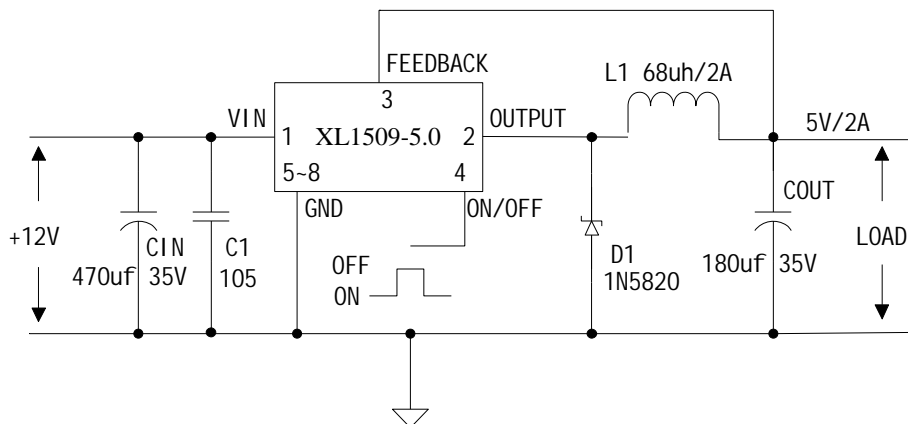 FEEDBACK
L1 68uh/2A
3
VIN
OUTPUT
5V/2A
1 XL1509-5.0 2
5~8 4
GND
ON/OFF
COUT
+12V
CIN
C1
OFF
D1
LOAD
470uf 35V
105
ON
1N5820
180uf 35V